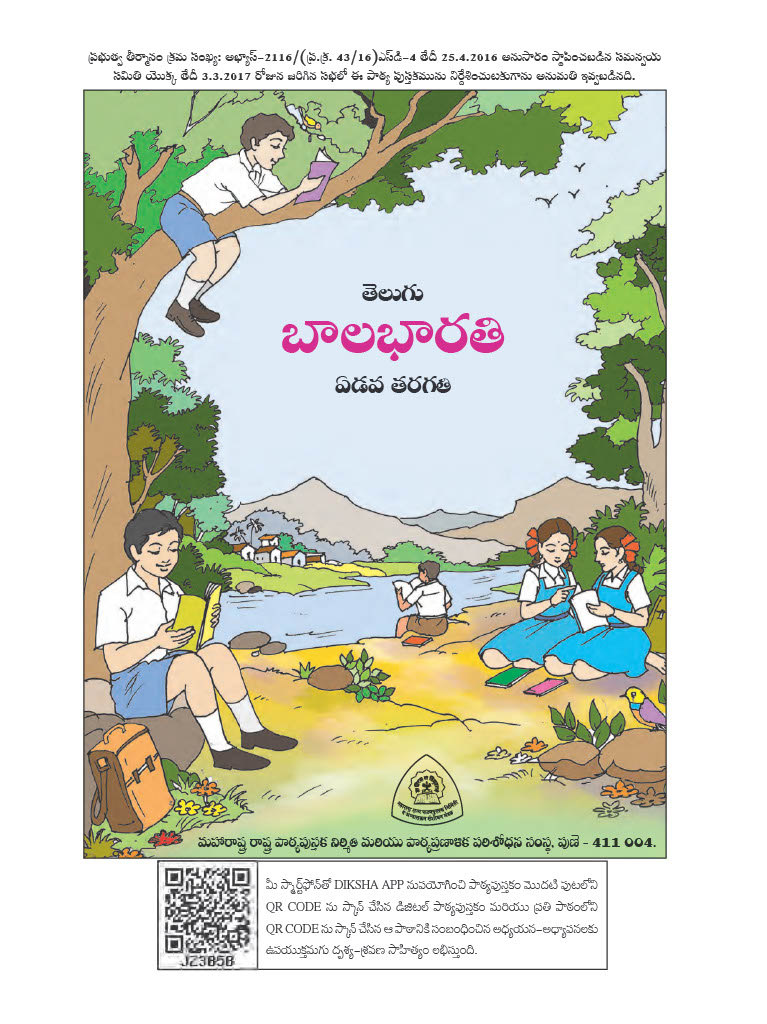 ప్రభుత్వ తీర్మానం క్రమ సంఖ్య: అభ్యాస్-2116/(ప్ర.క్ర. 43/16)ఎస్‌డి-4 తేదీ 25.4.2016 అనుసారం స్థాపించబడిన సమన్వయ
సమితి యొక్క తేదీ 3.3.2017 రోజున జరిగిన సభలో ఈ పాఠ్య పుస్తకమును నిర్దేశించుటకుగాను అనుమతి ఇవ్వబడినది.
తెలుగు
బాలభారతి
ఏడవ తరగతి
మహారాష్ట్ర రాష్ట్ర పాఠ్యపుస్తక నిర్మితి మరియు పాఠ్యప్రణాళిక పరిశోధన సంస్థ, పుణె - 411 004.
మీ స్మార్ట్‌ఫోన్‌తో DIKSHA APP నుపయోగించి పాఠ్యపుస్తకం మొదటి పుటలోని
QR CODE ను స్కాన్ చేసిన డిజిటల్ పాఠ్యపుస్తకం మరియు ప్రతి పాఠంలోని
QR CODE ను స్కాన్ చేసిన ఆ పాఠానికి సంబంధించిన అధ్యయన-అధ్యాపనలకు
ఉపయుక్తమగు దృశ్య-శ్రవణ సాహిత్యం లభిస్తుంది.
JZ3B5B